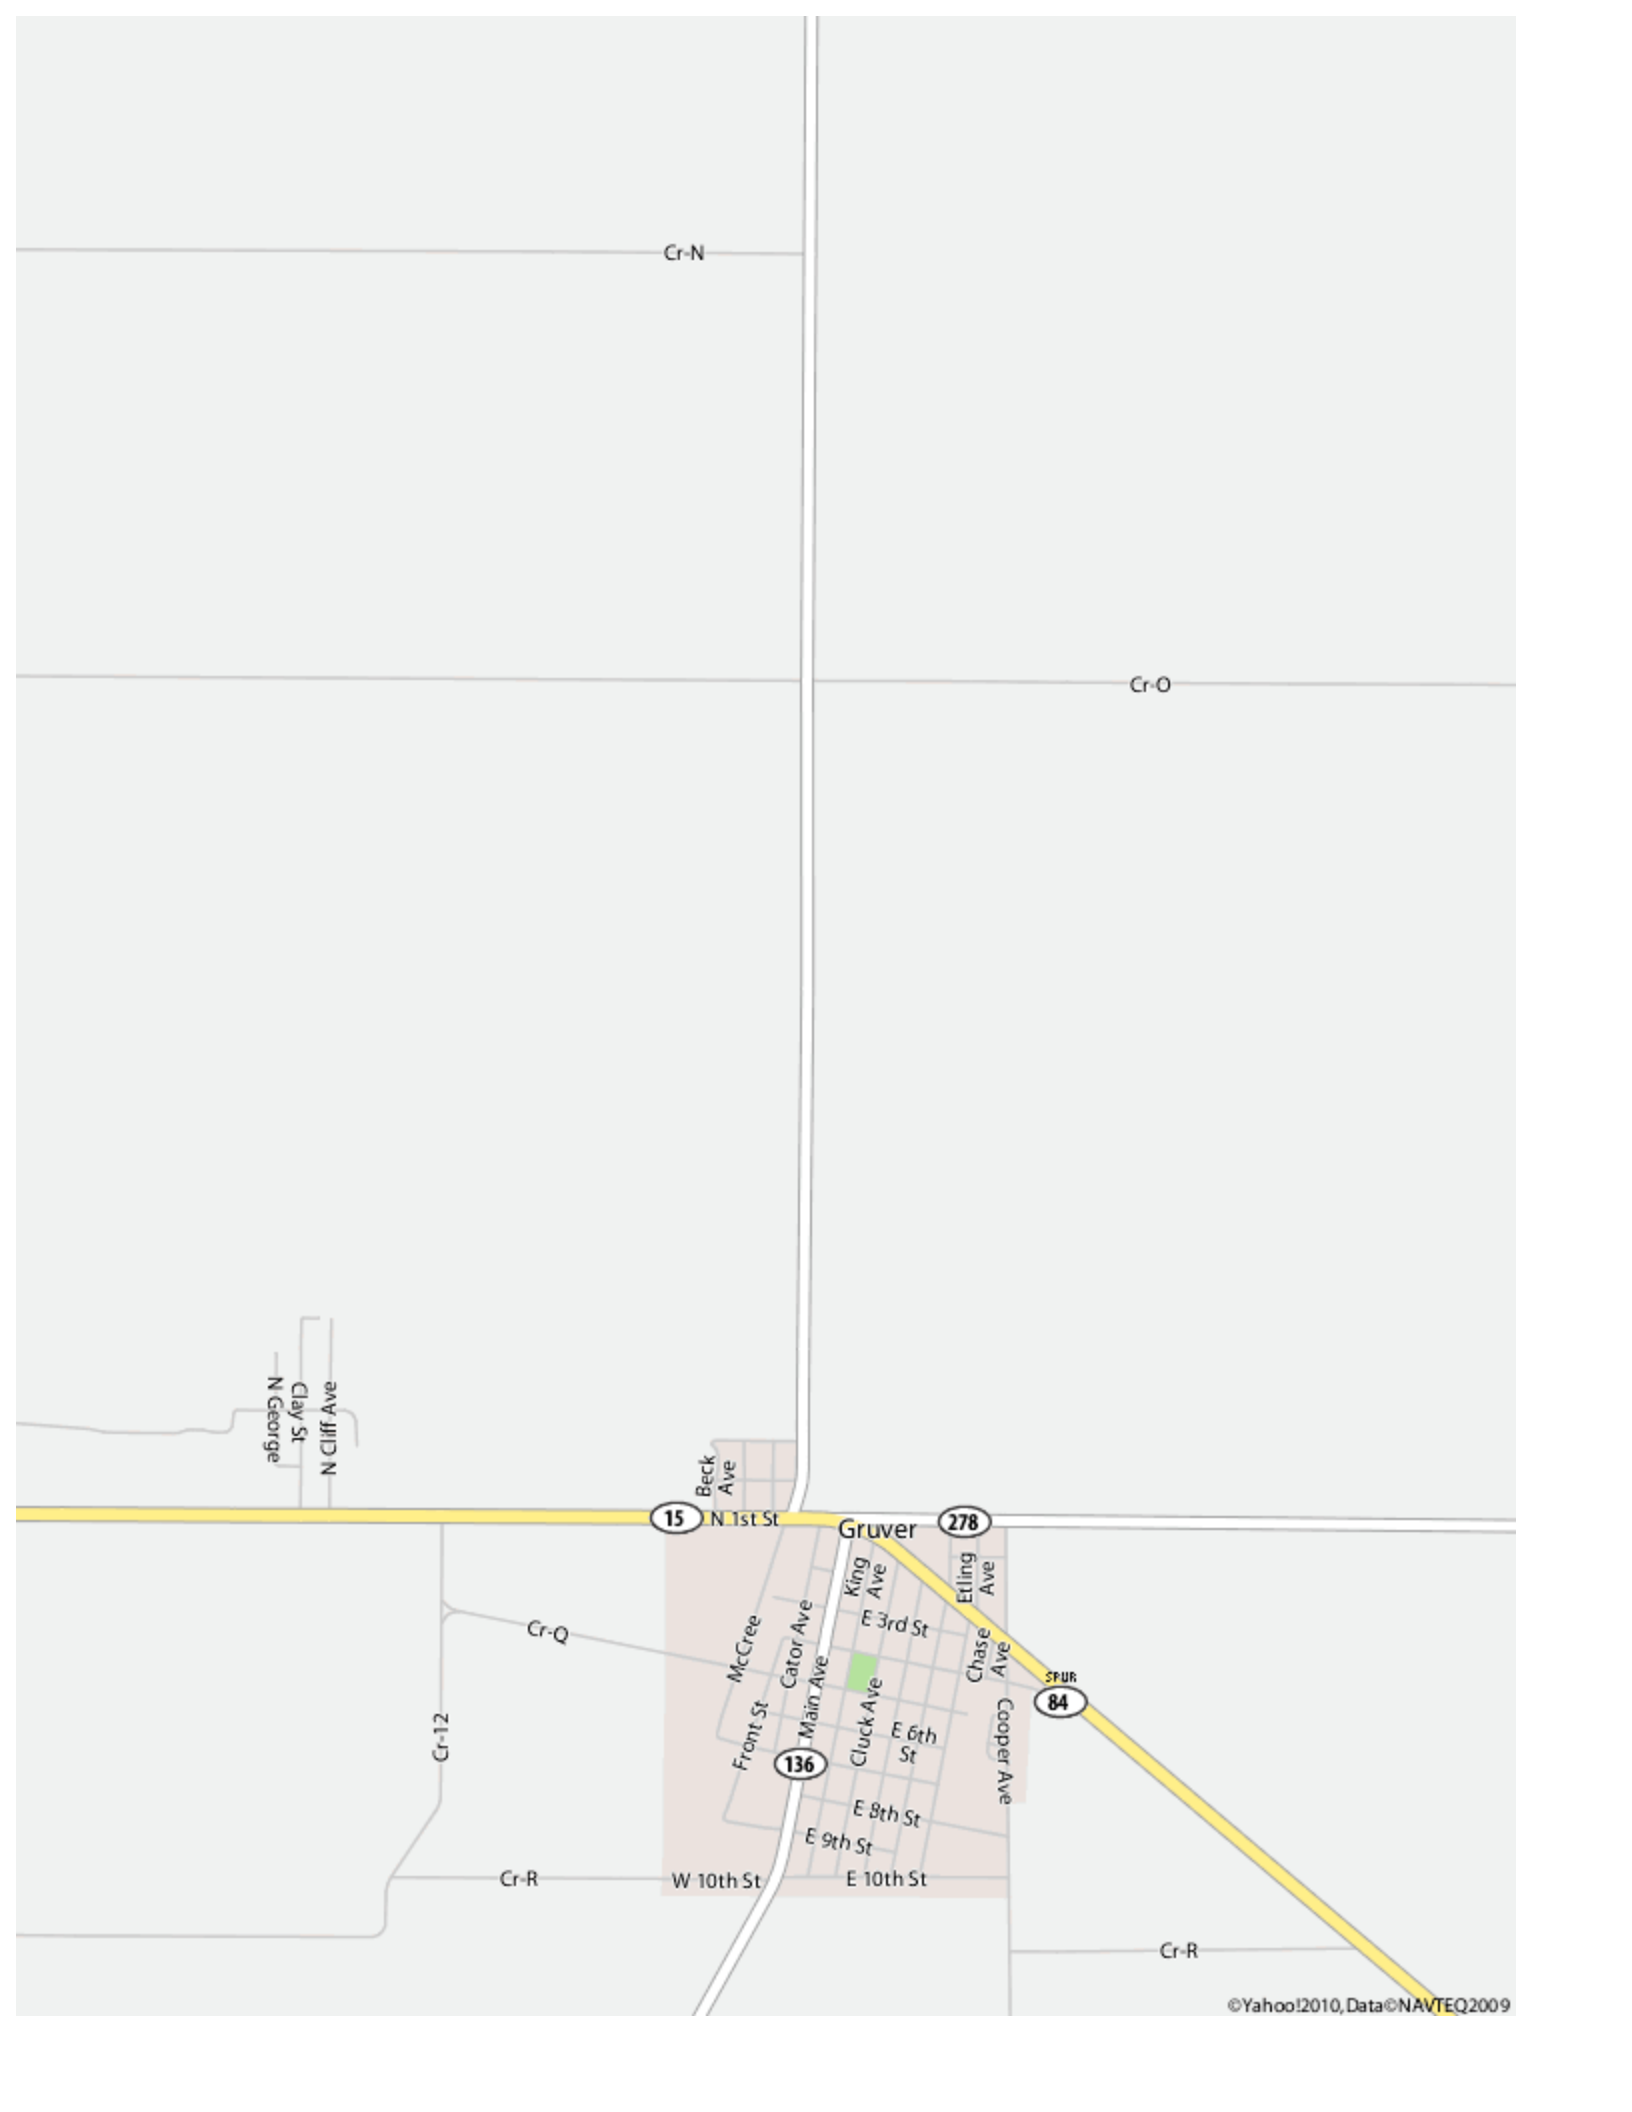 Cr-N
Cr-O
N George
Clay St
N Cliff Ave
Beck
Ave
15
N 1st St
Gruver
278
King
Ave
Etling
Ave
E 3rd St
Cr-Q
McCree
Cator Ave
Main Ave
Chase
Ave
SPUR
84
Front St
Cluck Ave
E 6th
St
Cooper Ave
Cr-12
136
E 8th St
E 9th St
Cr-R
W 10th St
E 10th St
Cr-R
©Yahoo!2010,Data©NAVTEQ2009